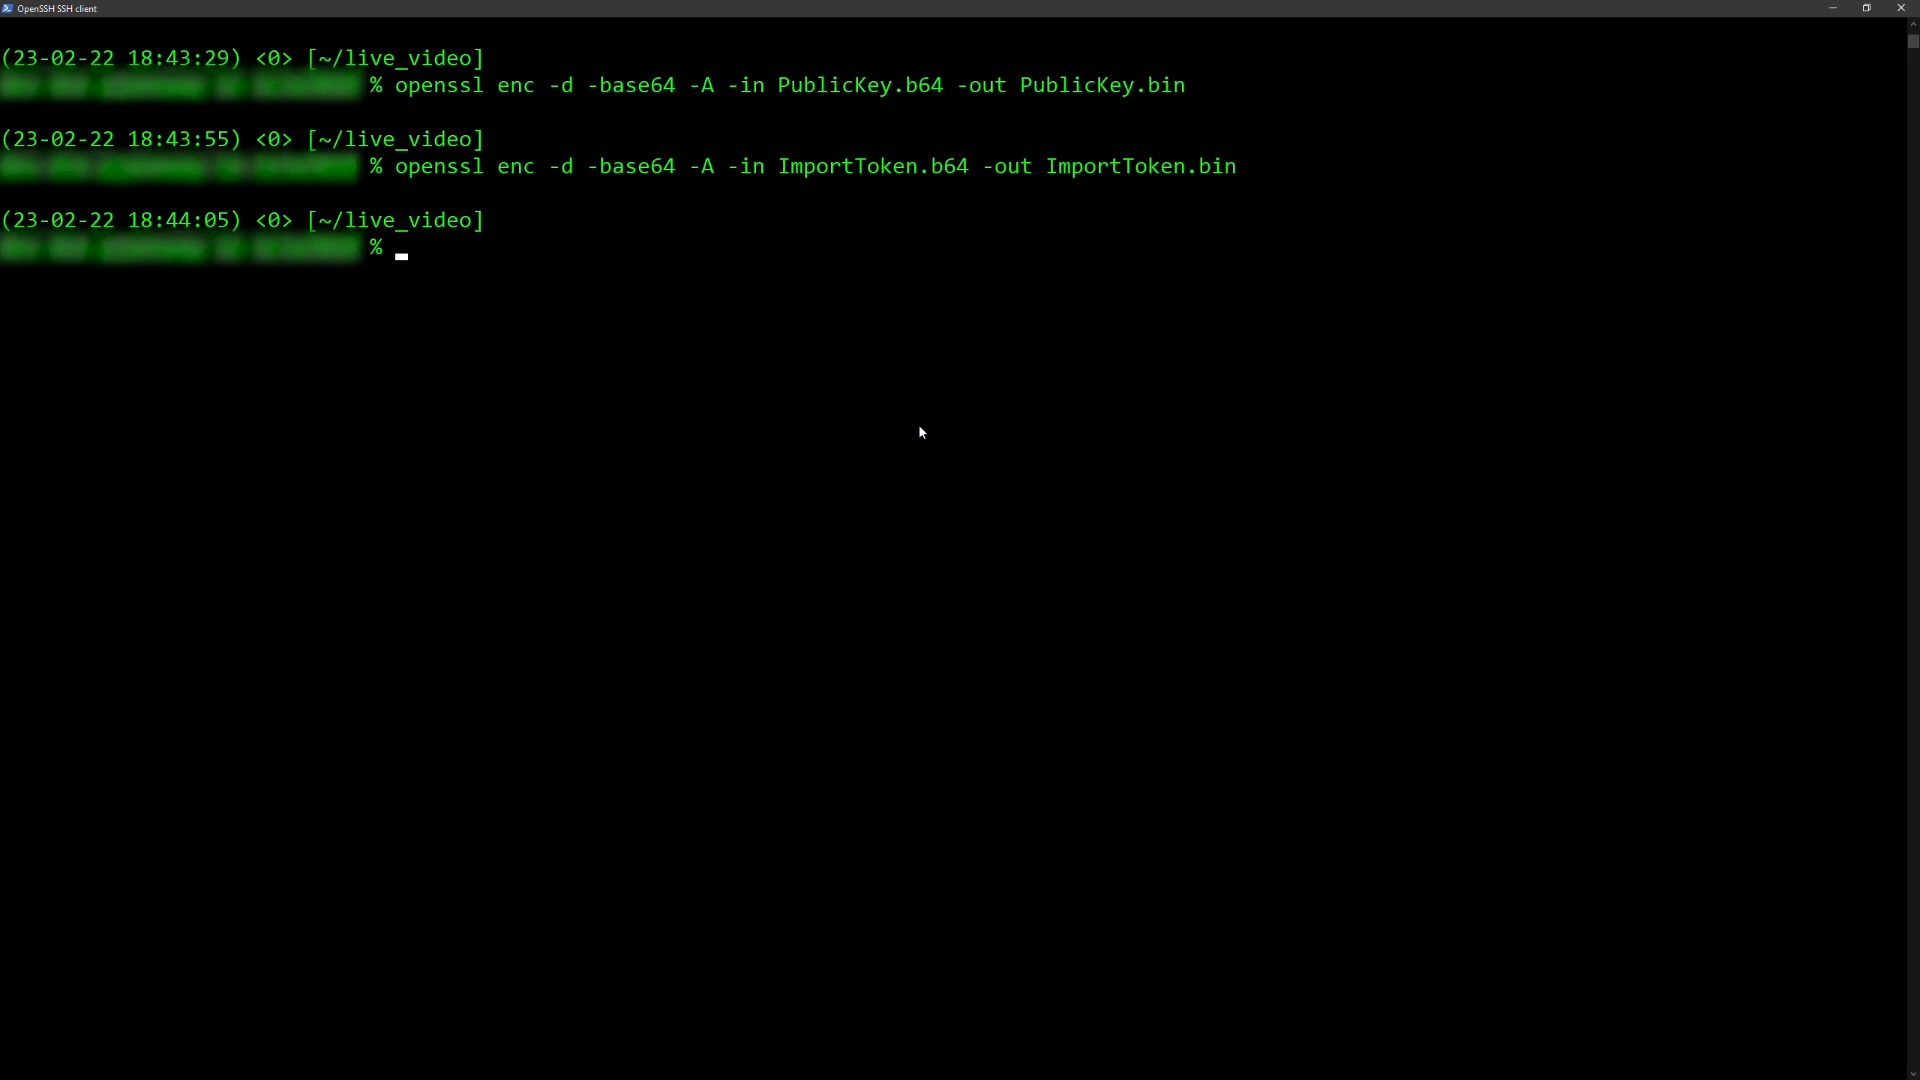 OpenSSH SSH client
(23-02-22 18:43:29) <0> [~/live_video]
% openssl enc -d -base64 -A -in PublicKey.b64 -out PublicKey.bin
(23-02-22 18:43:55) <0> [~/live_video]
% openssl enc -d -base64 -A -in ImportToken.b64 -out ImportToken.bin
(23-02-22 18:44:05) <0> [~/live_video]
%